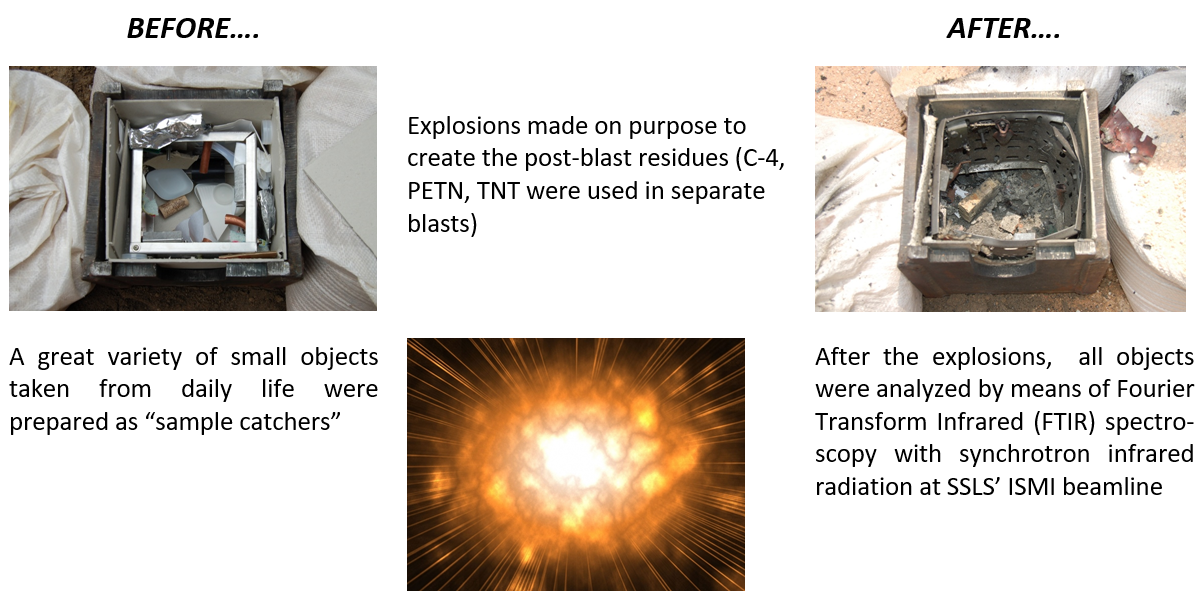 BEFORE….
AFTER….
Explosions made on purpose to
create the post-blast residues (C-4,
PETN, TNT were used in separate
blasts)
A great variety of small objects
taken from daily life were
prepared as “sample catchers”
After the explosions, all objects
were analyzed by means of Fourier
Transform Infrared (FTIR) spectro-
scopy with synchrotron infrared
radiation at SSLS’ ISMI beamline